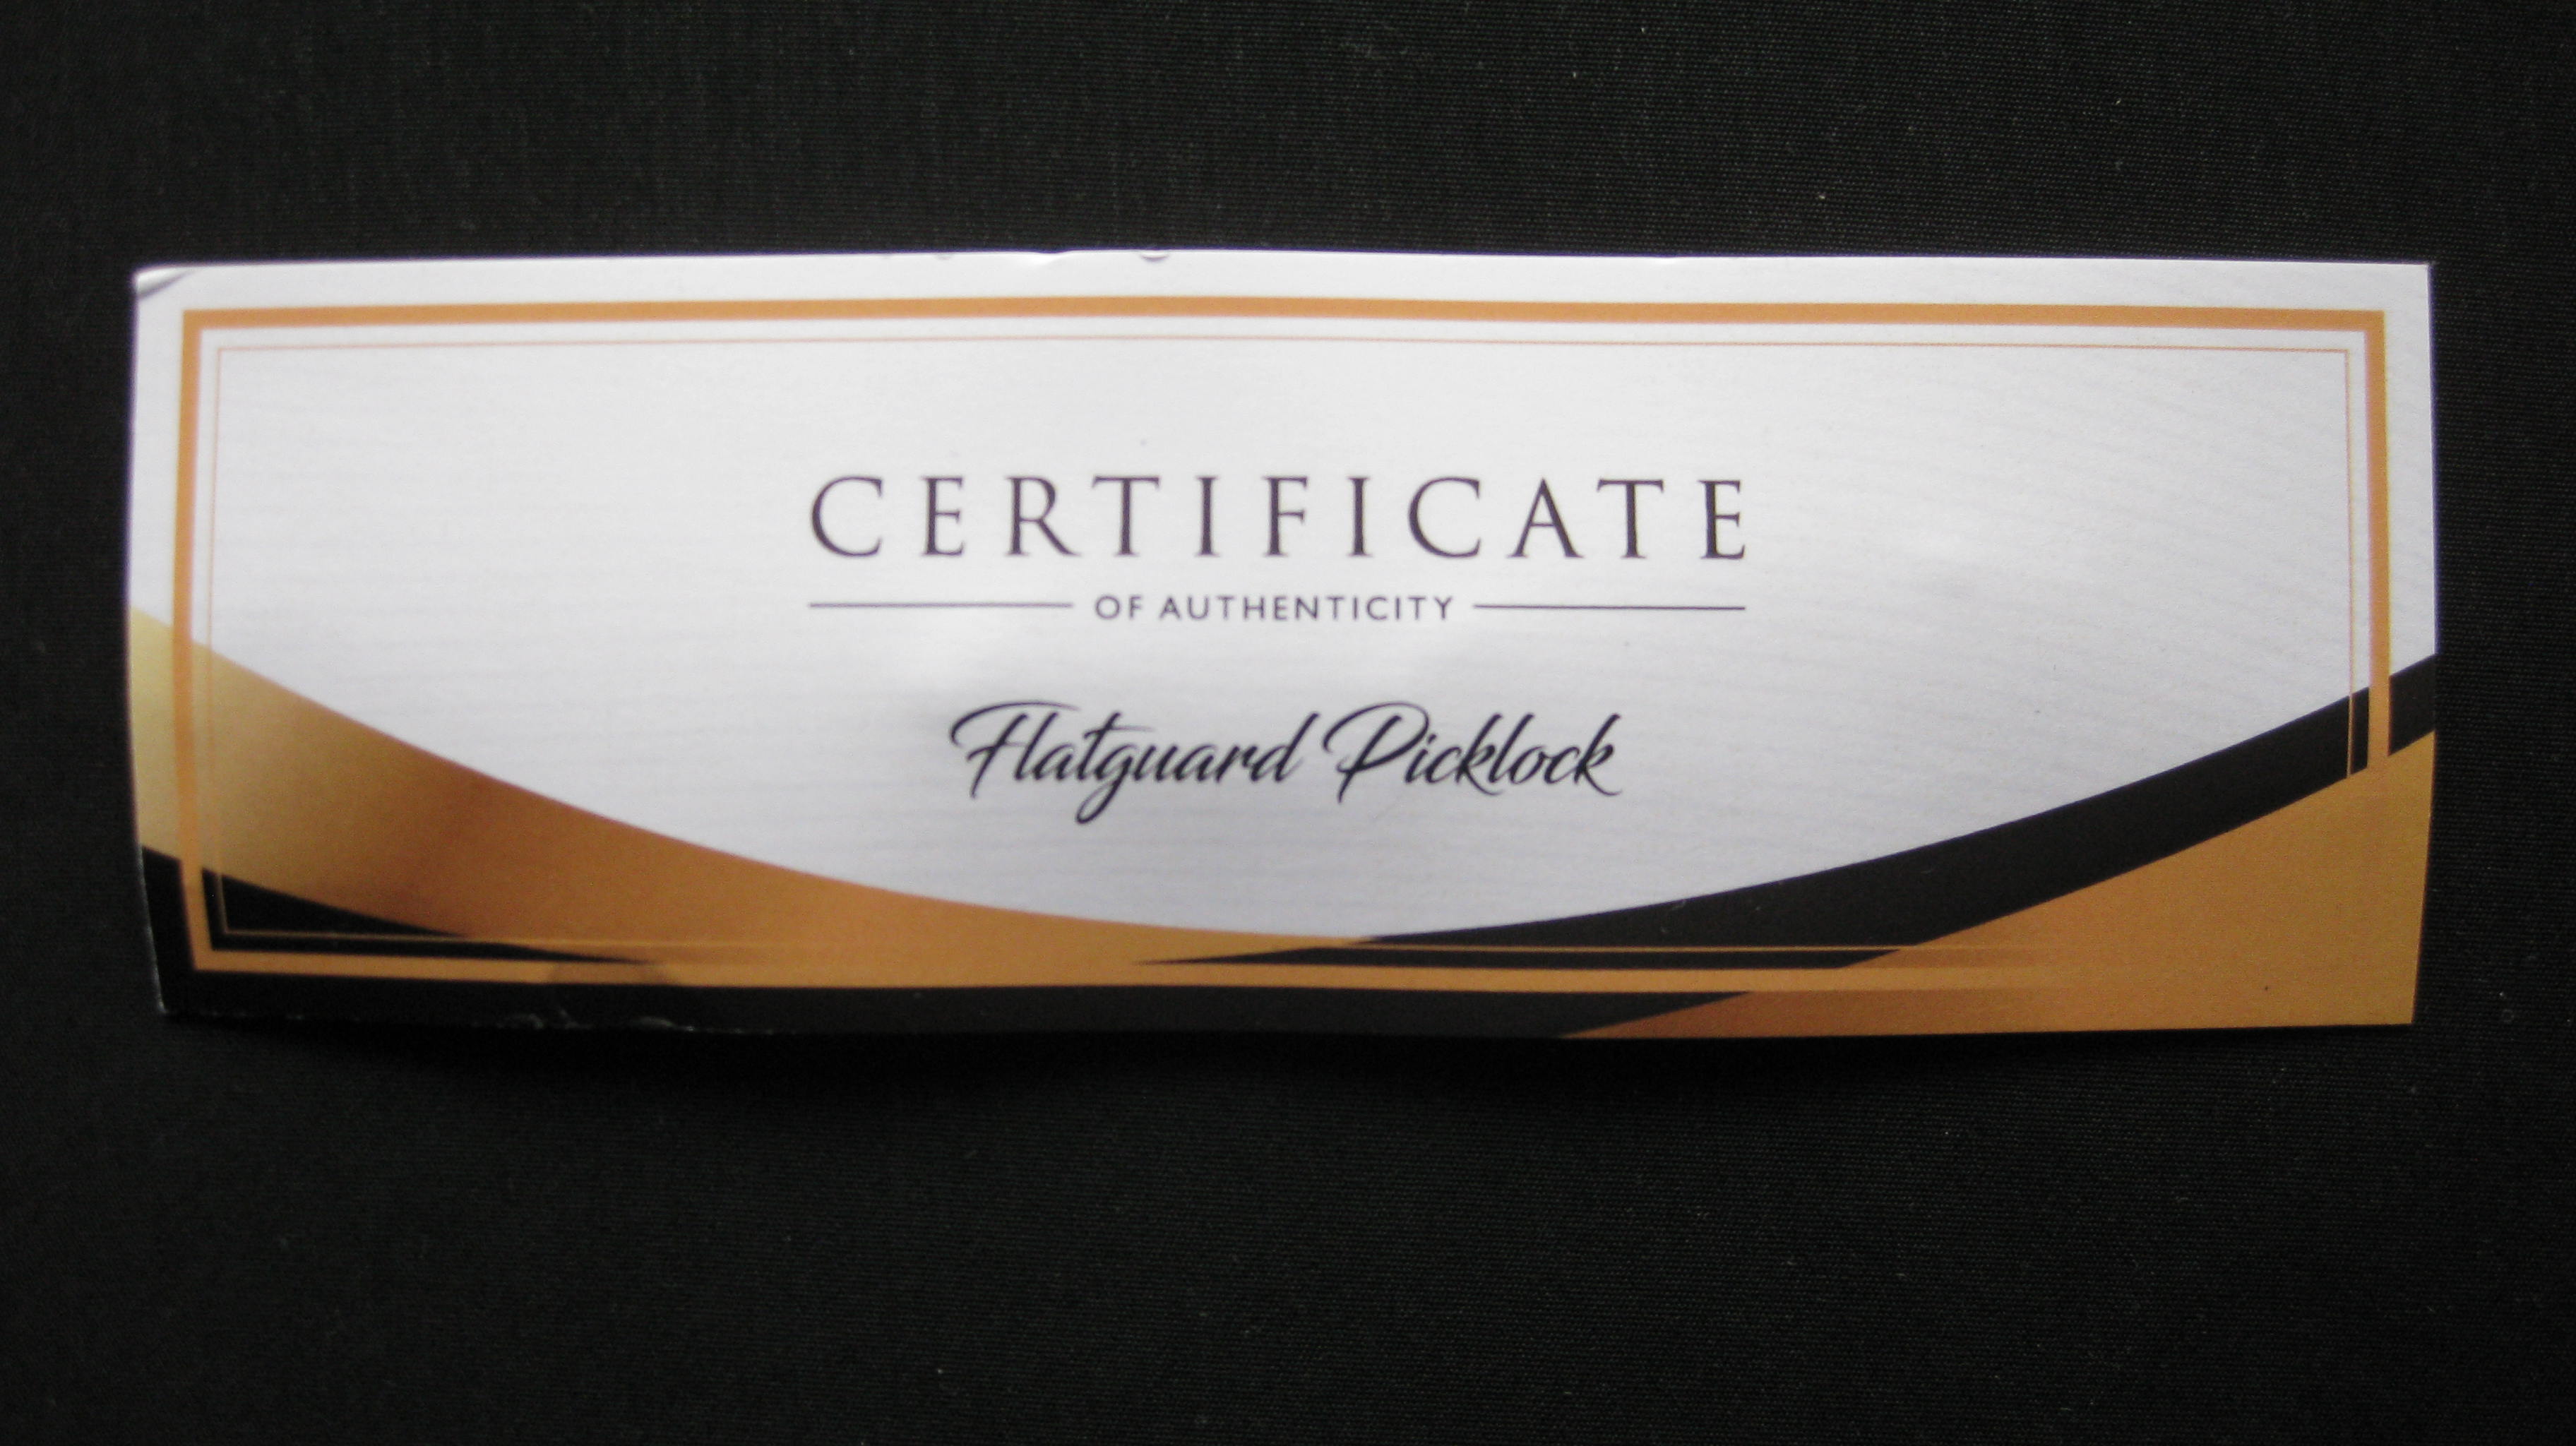 CERTIFICATE
OF AUTHENTICITY
Flatguard Picklock